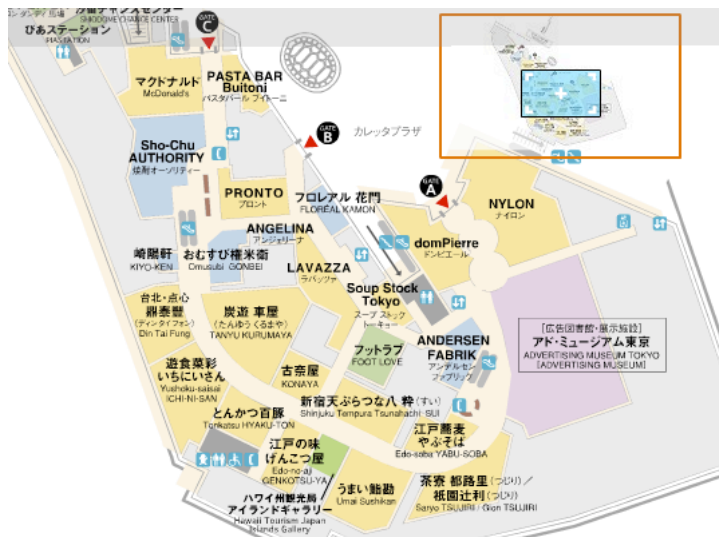 ぴあステーション
PIA STATION
SHIODOME CHANCE CENTER
GATE
C
マクドナルド
McDonald's
PASTA BAR
Buitoni
パスタバール ブイトーニ
GATE
B
カレッタプラザ
Sho-Chu
AUTHORITY
焼酎オーソリティー
GATE
A
PRONTO
プロント
フロレアル 花門
FLORÉAL KAMON
NYLON
ナイロン
ANGELINA
アンジェリーナ
domPierre
ドンピエール
崎陽軒
KIYO-KEN
おむすび権米衛
Omusubi GONBEI
LAVAZZA
ラバッツァ
Soup Stock
Tokyo
スープ ストック
トーキョー
台北・点心
鼎泰豐
(ディンタイフォン)
Din Tai Fung
炭遊 車屋
(たんゆうくるまや)
TANYU KURUMAYA
[広告図書館・展示施設]
アド・ミュージアム東京
ADVERTISING MUSEUM TOKYO
[ADVERTISING MUSEUM]
ANDERSEN
FABRIK
アンデルセン
ファブリック
フットラブ
FOOT LOVE
遊食菜彩
いちにいさん
Yushoku-saisai
ICHI-NI-SAN
古奈屋
KONAYA
新宿天ぷらつな八 粋(すい)
Shinjuku Tempura Tsunahachi-SUI
とんかつ百豚
Tonkatsu HYAKU-TON
江戸蕎麦
やぶそば
Edo-soba YABU-SOBA
江戸の味
げんこつ屋
Edo-no-aji
GENKOTSU-YA
うまい鮨勘
Umai Sushikan
茶寮 都路里(つじり)/
祇園辻利(つじり)
Saryo TSUJIRI / Gion TSUJIRI
ハワイ州観光局
アイランドギャラリー
Hawaii Tourism Japan
Islands Gallery